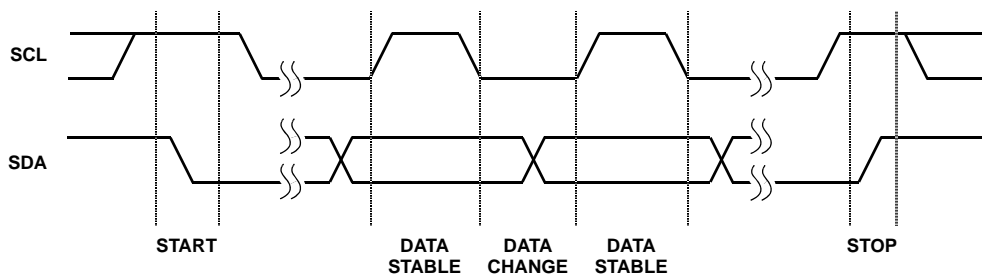 SCL
SDA
START
DATA
STABLE
DATA
CHANGE
DATA
STABLE
STOP